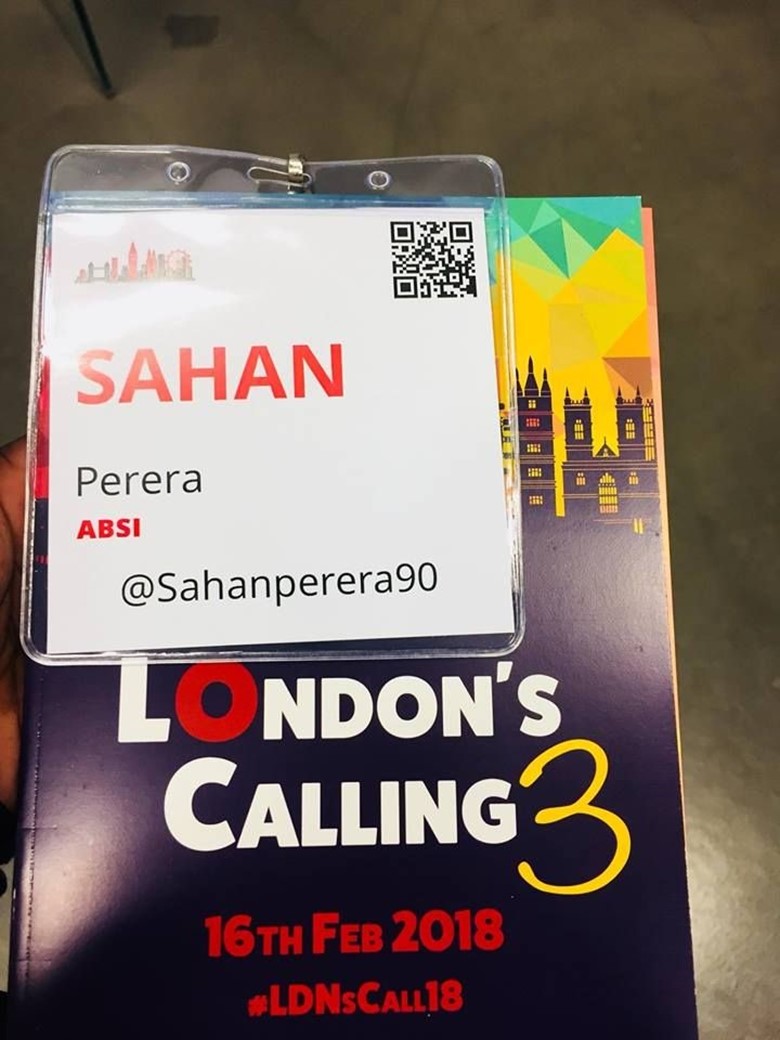 SAHAN
Perera
ABSI
@Sahanperera90
LONDON'S
CALLING 3
16TH FEB 2018
#LDNsCALL18